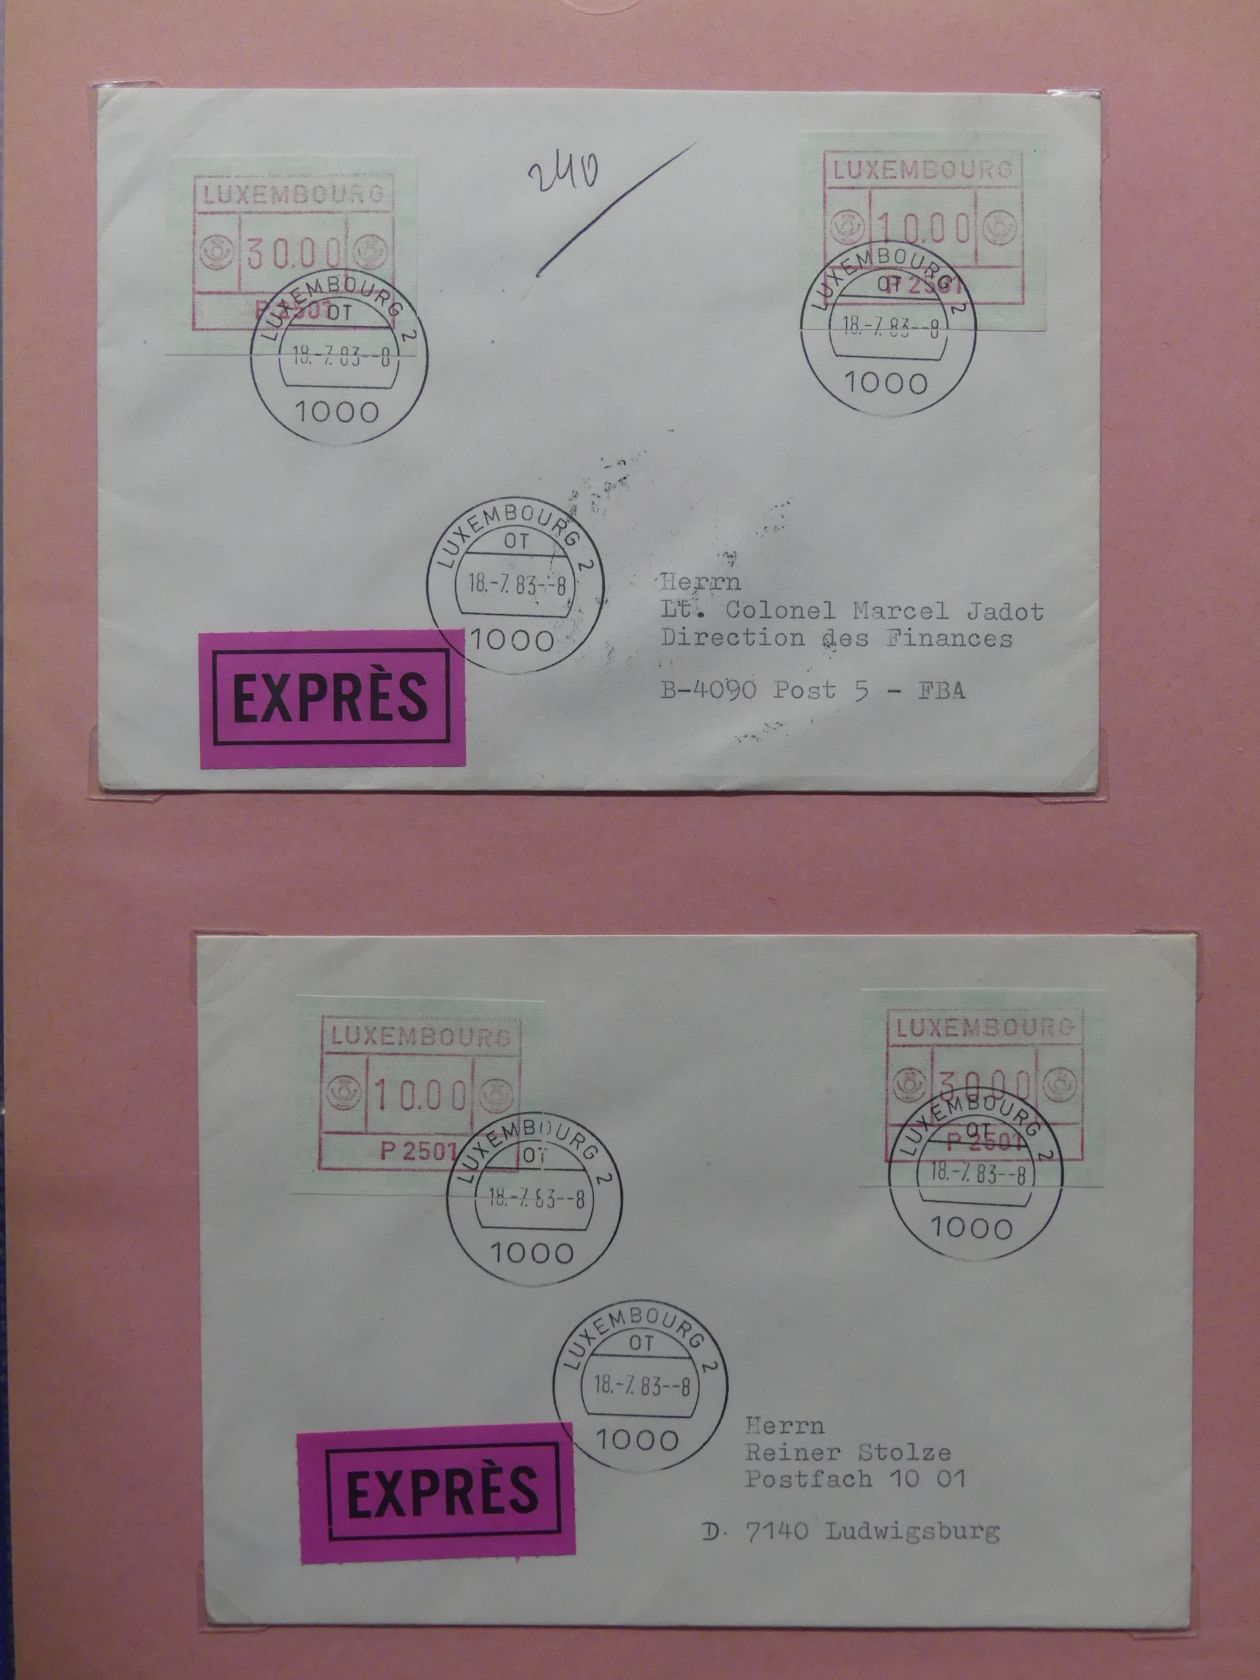 240
LUXEMBOURG
30.00
P 2501
LUXEMBOURG
10.00
P 2501
LUXEMBOURG 2
OT
18.-7.83--8
1000
LUXEMBOURG 2
OT
18.-7.83--8
1000
LUXEMBOURG 2
OT
18.-7.83--8
1000
Herrn
Lt. Colonel Marcel Jadot
Direction des Finances
B-4090 Post 5 - FBA
EXPRÈS
LUXEMBOURG
10.00
P 2501
LUXEMBOURG
30.00
P 2501
LUXEMBOURG 2
OT
18.-7.83--8
1000
LUXEMBOURG 2
OT
18.-7.83--8
1000
LUXEMBOURG 2
OT
18.-7.83--8
1000
Herrn
Reiner Stolze
Postfach 10 01
D. 7140 Ludwigsburg
EXPRÈS